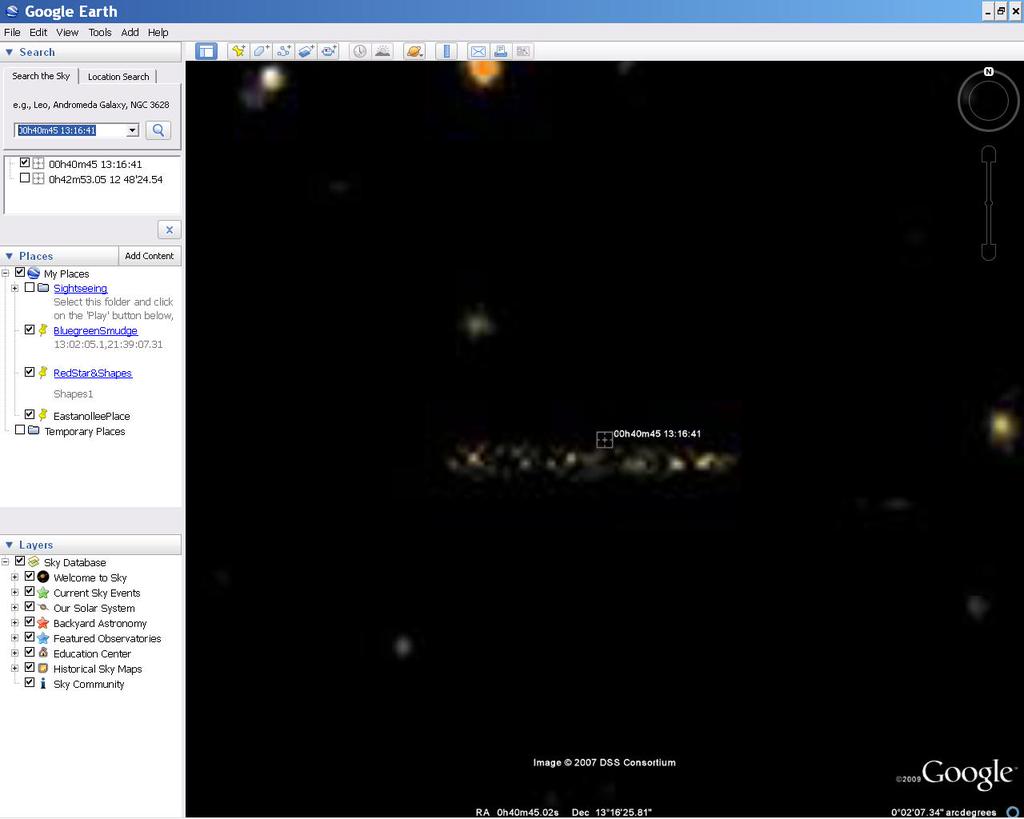 Google Earth
File Edit View Tools Add Help
Search
Search the Sky Location Search
e.g., Leo, Andromeda Galaxy, NGC 3628
00h40m45 13:16:41
00h40m45 13:16:41
0h42m53.05 12 48'24.54
Places Add Content
My Places
Sightseeing
Select this folder and click
on the 'Play' button below,
BluegreenSmudge
13:02:05.1,21:39:07.31
RedStar&Shapes
Shapes1
EastanolleePlace
Temporary Places
Layers
Sky Database
Welcome to Sky
Current Sky Events
Our Solar System
Backyard Astronomy
Featured Observatories
Education Center
Historical Sky Maps
Sky Community
N
00h40m45 13:16:41
Image © 2007 DSS Consortium
©2009 Google™
RA 0h40m45.02s Dec 13°16'25.81" 0°02'07.34" arcdegrees